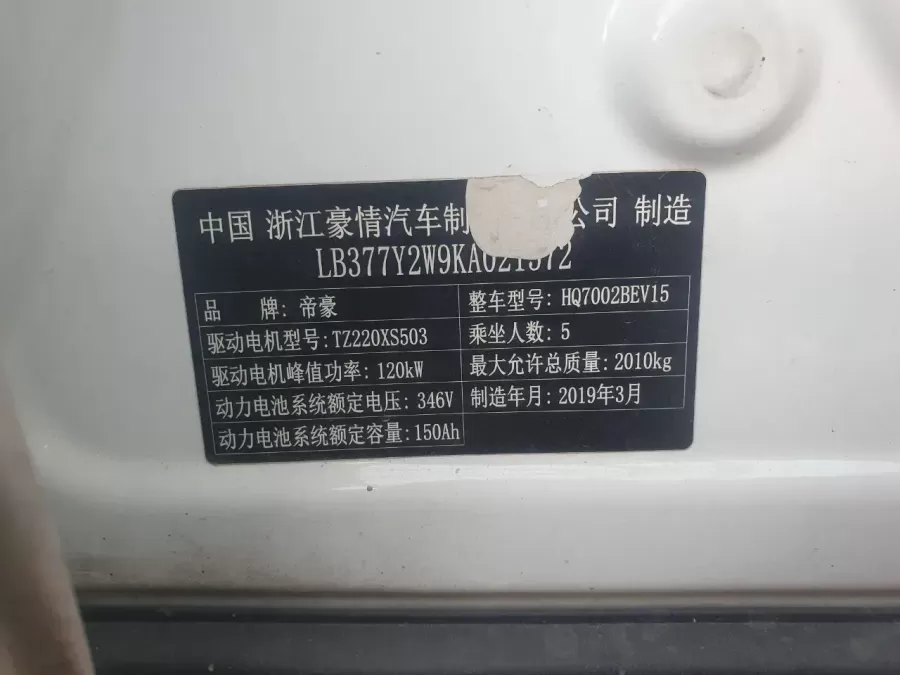 中国 浙江豪情汽车制 公司 制造
品 牌: 帝豪
整车型号: HQ7002BEV15
驱动电机型号: TZ220XS503
乘坐人数: 5
驱动电机峰值功率: 120kW
最大允许总质量: 2010kg
动力电池系统额定电压: 346V
制造年月: 2019年3月
动力电池系统额定容量: 150Ah